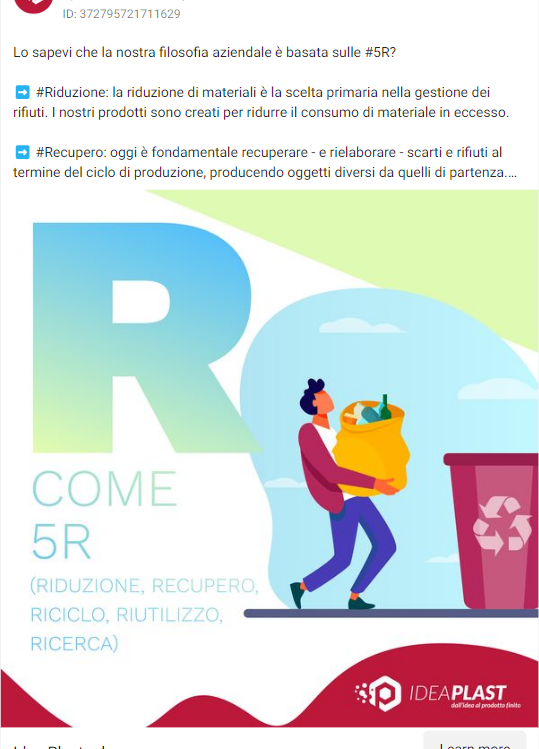 ID: 372795721711629
Lo sapevi che la nostra filosofia aziendale è basata sulle #5R?
➡ #Riduzione: la riduzione di materiali è la scelta primaria nella gestione dei
rifiuti. I nostri prodotti sono creati per ridurre il consumo di materiale in eccesso.
➡ #Recupero: oggi è fondamentale recuperare - e rielaborare - scarti e rifiuti al
termine del ciclo di produzione, producendo oggetti diversi da quelli di partenza....
R
COME
5R
(RIDUZIONE, RECUPERO,
RICICLO, RIUTILIZZO,
RICERCA)
IDEAPLAST
dall'idea al prodotto finito
Learn more